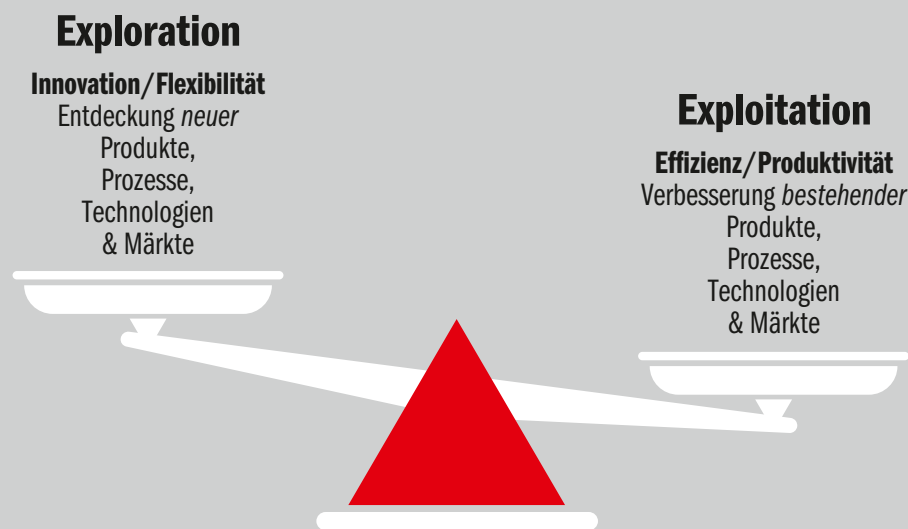 Exploration
Innovation/Flexibilität
Entdeckung neuer
Produkte,
Prozesse,
Technologien
& Märkte
Exploitation
Effizienz/Produktivität
Verbesserung bestehender
Produkte,
Prozesse,
Technologien
& Märkte